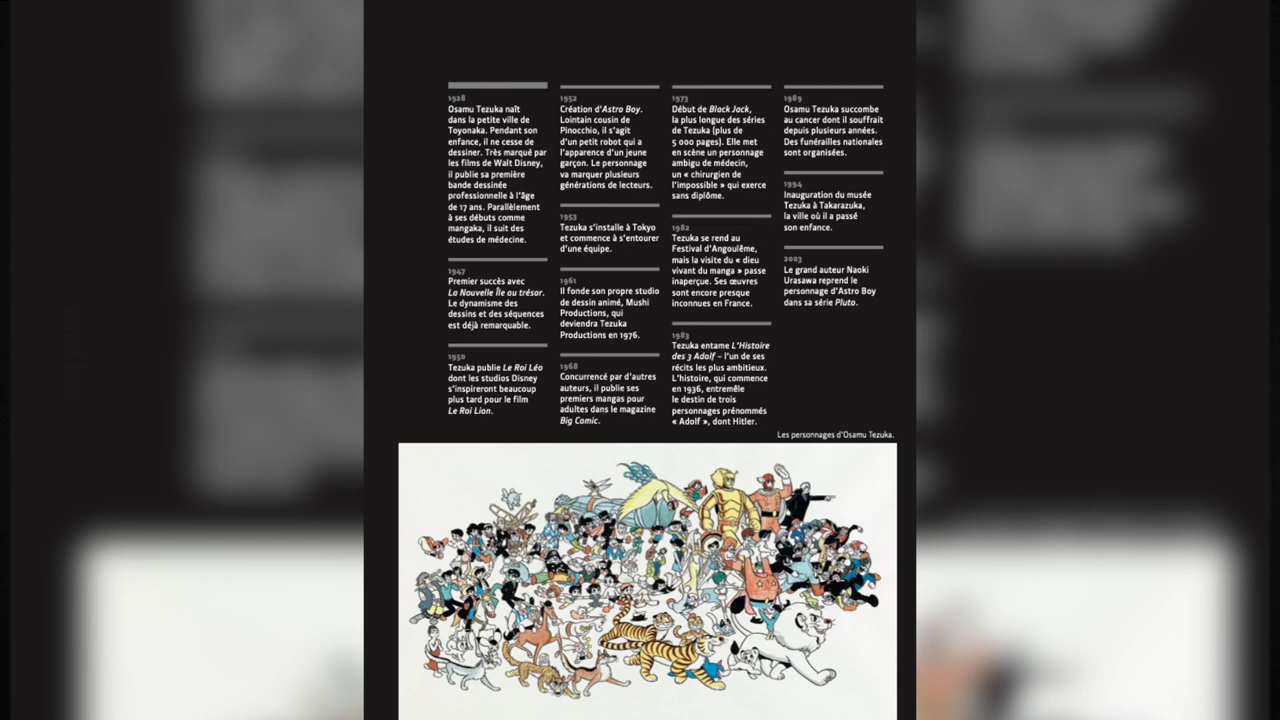 1928
Osamu Tezuka naît
dans la petite ville de
Toyonaka. Pendant son
enfance, il ne cesse de
dessiner. Très marqué par
les films de Walt Disney,
il publie sa première
bande dessinée
professionnelle à l'âge
de 17 ans. Parallèlement
à ses débuts comme
mangaka, il suit des
études de médecine.
1947
Premier succès avec
La Nouvelle Île au trésor.
Le dynamisme des
dessins et des séquences
est déjà remarquable.
1950
Tezuka publie Le Roi Léo
dont les studios Disney
s'inspireront beaucoup
plus tard pour le film
Le Roi Lion.
1952
Création d'Astro Boy.
Lointain cousin de
Pinocchio, il s'agit
d'un petit robot qui a
l'apparence d'un jeune
garçon. Le personnage
va marquer plusieurs
générations de lecteurs.
1953
Tezuka s'installe à Tokyo
et commence à s'entourer
d'une équipe.
1961
Il fonde son propre studio
de dessin animé, Mushi
Productions, qui
deviendra Tezuka
Productions en 1976.
1968
Concurrencé par d'autres
auteurs, il publie ses
premiers mangas pour
adultes dans le magazine
Big Comic.
1973
Début de Black Jack,
la plus longue des séries
de Tezuka (plus de
5 000 pages). Elle met
en scène un personnage
ambigu de médecin,
un « chirurgien de
l'impossible » qui exerce
sans diplôme.
1982
Tezuka se rend au
Festival d'Angoulême,
mais la visite du « dieu
vivant du manga » passe
inaperçue. Ses œuvres
sont encore presque
inconnues en France.
1983
Tezuka entame L'Histoire
des 3 Adolf – l'un de ses
récits les plus ambitieux.
L'histoire, qui commence
en 1936, entremêle
le destin de trois
personnages prénommés
« Adolf », dont Hitler.
1989
Osamu Tezuka succombe
au cancer dont il souffrait
depuis plusieurs années.
Des funérailles nationales
sont organisées.
1994
Inauguration du musée
Tezuka à Takarazuka,
la ville où il a passé
son enfance.
2003
Le grand auteur Naoki
Urasawa reprend le
personnage d'Astro Boy
dans sa série Pluto.
Les personnages d'Osamu Tezuka.